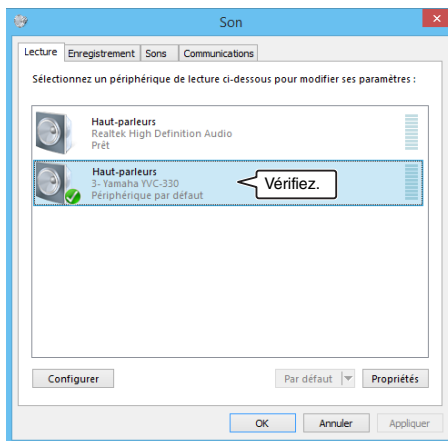 Son
Lecture Enregistrement Sons Communications
Sélectionnez un périphérique de lecture ci-dessous pour modifier ses paramètres :
Haut-parleurs
Realtek High Definition Audio
Prêt
Haut-parleurs
3- Yamaha YVC-330
Périphérique par défaut
Vérifiez.
Configurer Par défaut Propriétés
OK Annuler Appliquer